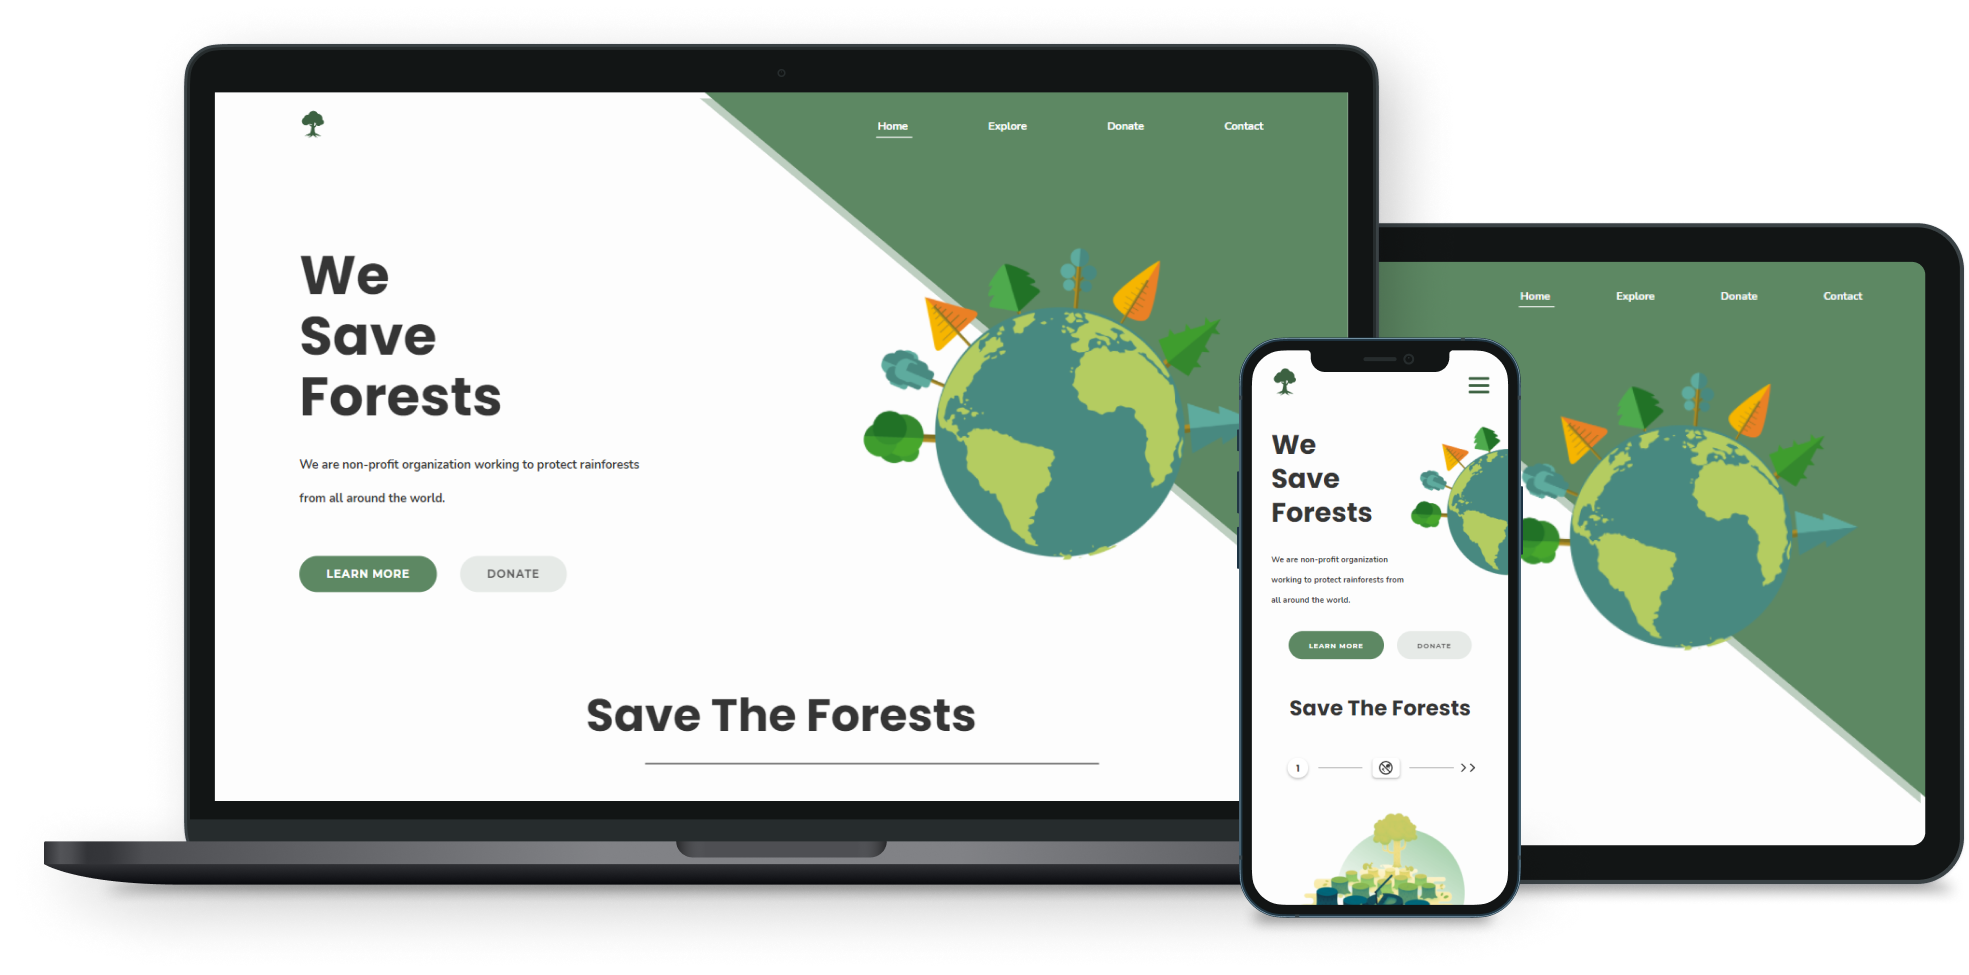 Home Explore Donate Contact
We
Save
Forests
We are non-profit organization working to protect rainforests
from all around the world.
LEARN MORE DONATE
Save The Forests
Home Explore Donate Contact
We
Save
Forests
We are non-profit organization
working to protect rainforests from
all around the world.
LEARN MORE DONATE
Save The Forests
1